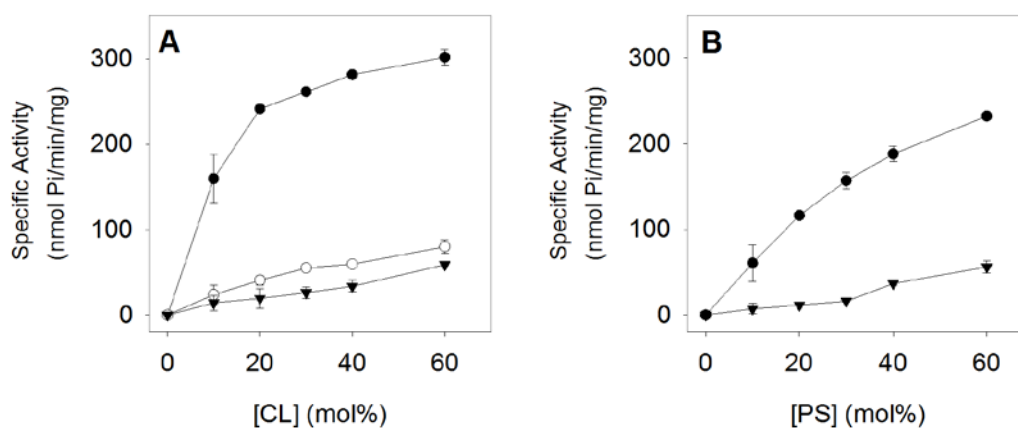 A
Specific Activity
(nmol Pi/min/mg)
300
200
100
0
0 20 40 60
[CL] (mol%)
B
Specific Activity
(nmol Pi/min/mg)
300
200
100
0
0 20 40 60
[PS] (mol%)